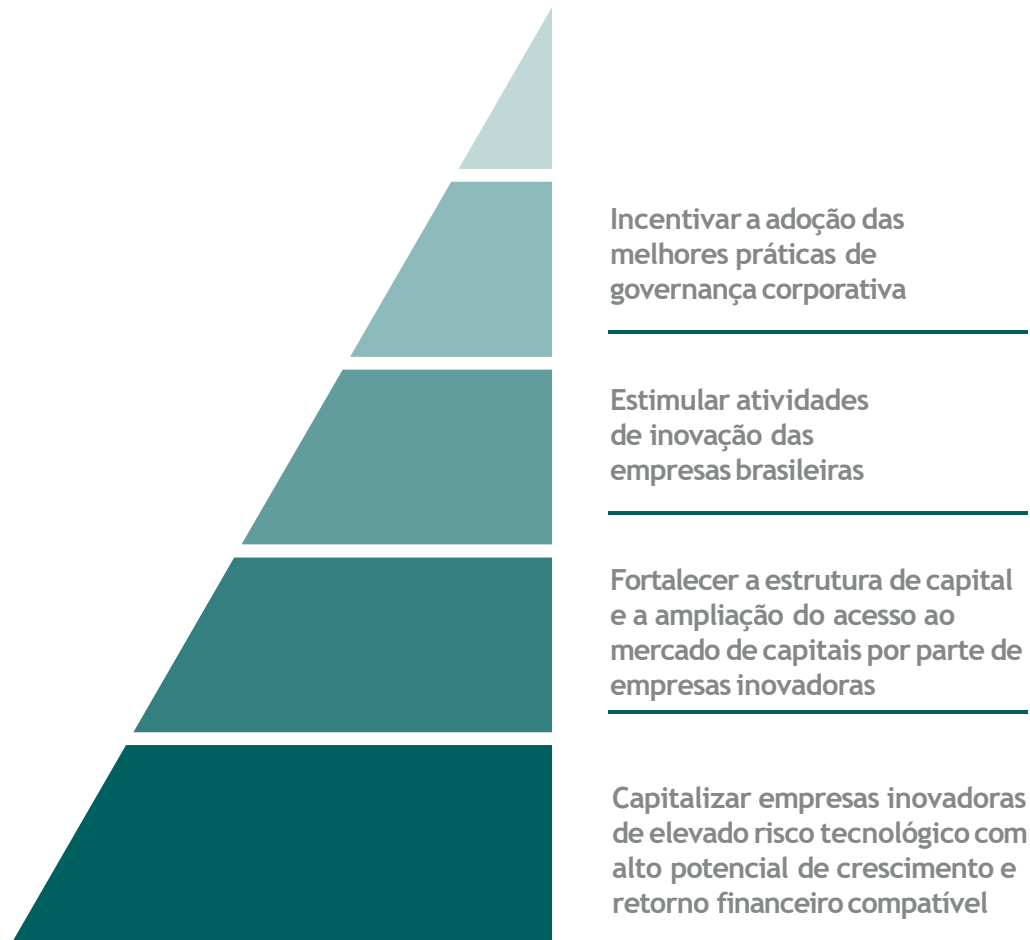 Incentivar a adoção das
melhores práticas de
governança corporativa
Estimular atividades
de inovação das
empresas brasileiras
Fortalecer a estrutura de capital
e a ampliação do acesso ao
mercado de capitais por parte de
empresas inovadoras
Capitalizar empresas inovadoras
de elevado risco tecnológico com
alto potencial de crescimento e
retorno financeiro compatível